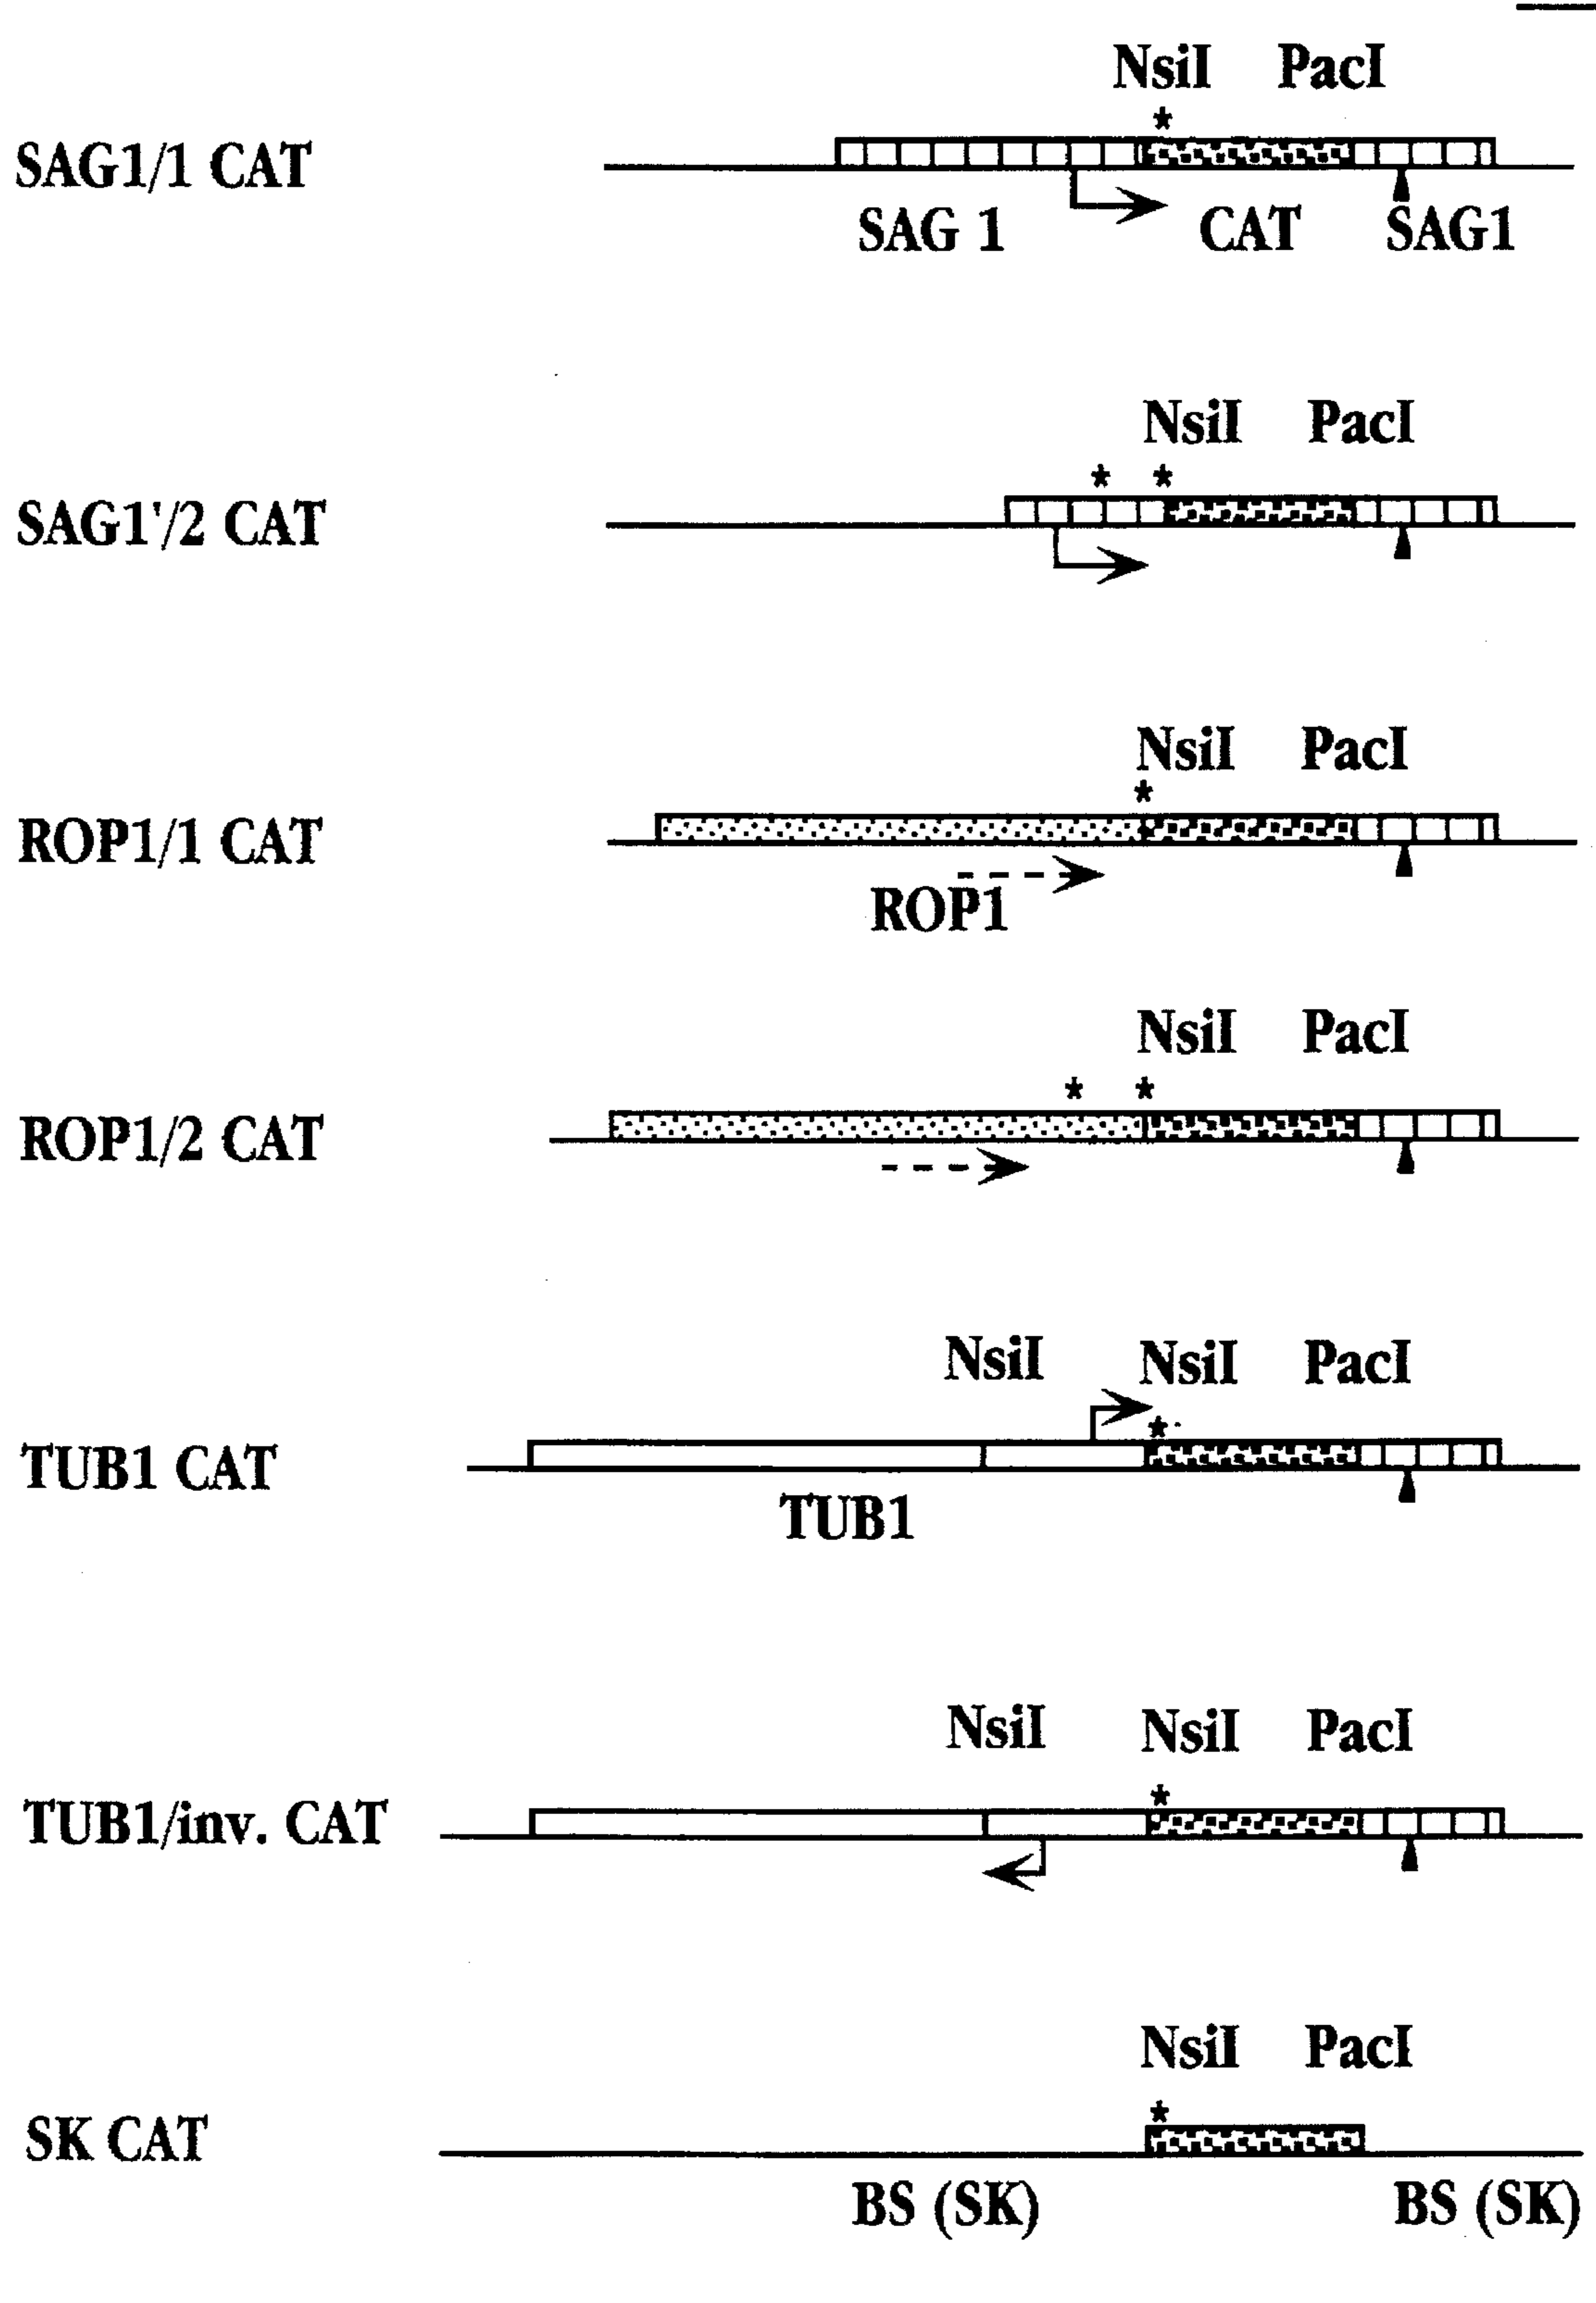 NsiI PacI
*
SAG1/1 CAT
SAG 1 CAT SAG1
NsiI PacI
* *
SAG1'/2 CAT
NsiI PacI
*
ROP1/1 CAT
ROP1
NsiI PacI
* *
ROP1/2 CAT
NsiI NsiI PacI
*
TUB1 CAT
TUB1
NsiI NsiI PacI
*
TUB1/inv. CAT
NsiI PacI
*
SK CAT
BS (SK) BS (SK)